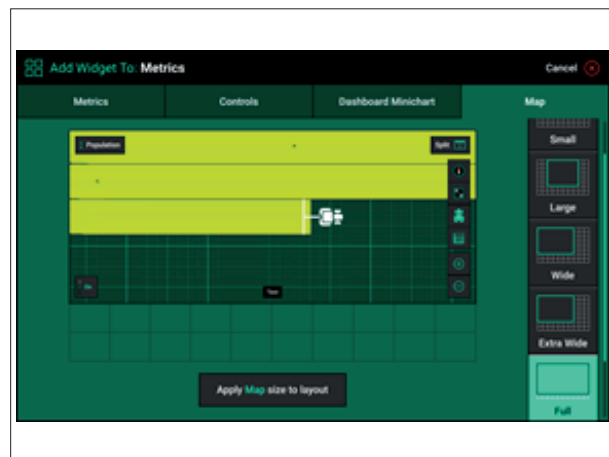 Add Widget To: Metrics
Cancel
Metrics Controls Dashboard Minichart Map
Small
Population
Split
Large
Wide
Extra Wide
Apply Map size to layout
Full